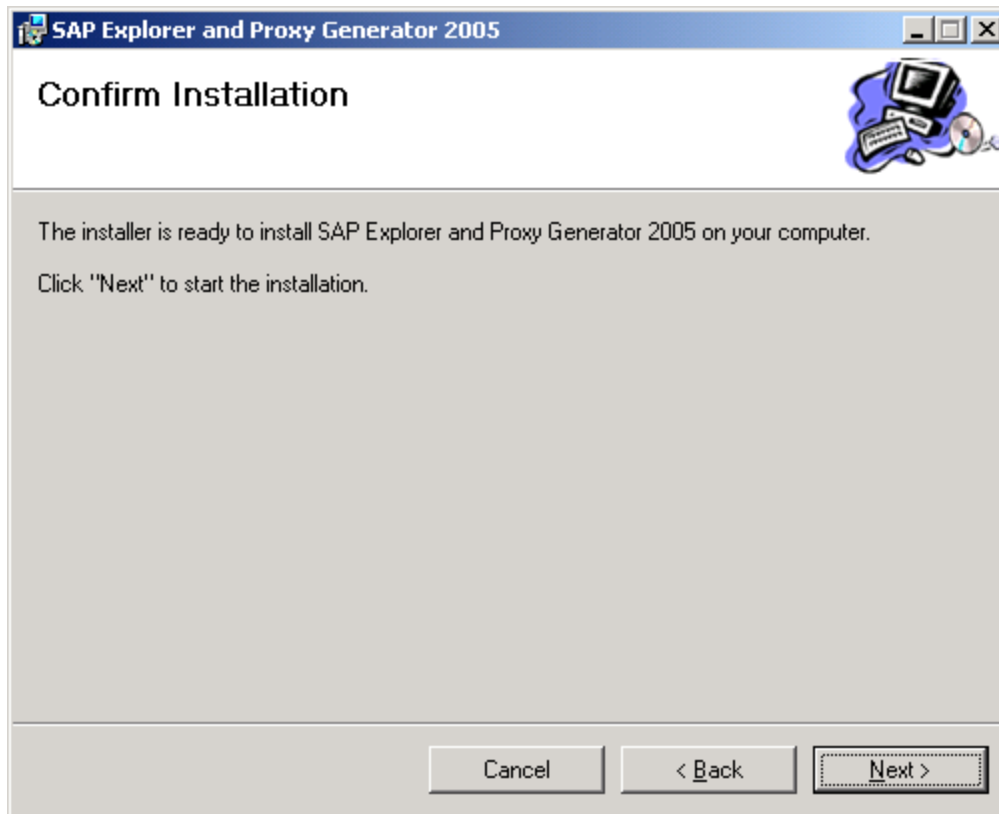 SAP Explorer and Proxy Generator 2005
Confirm Installation
The installer is ready to install SAP Explorer and Proxy Generator 2005 on your computer.
Click "Next" to start the installation.
Cancel
< Back
Next >